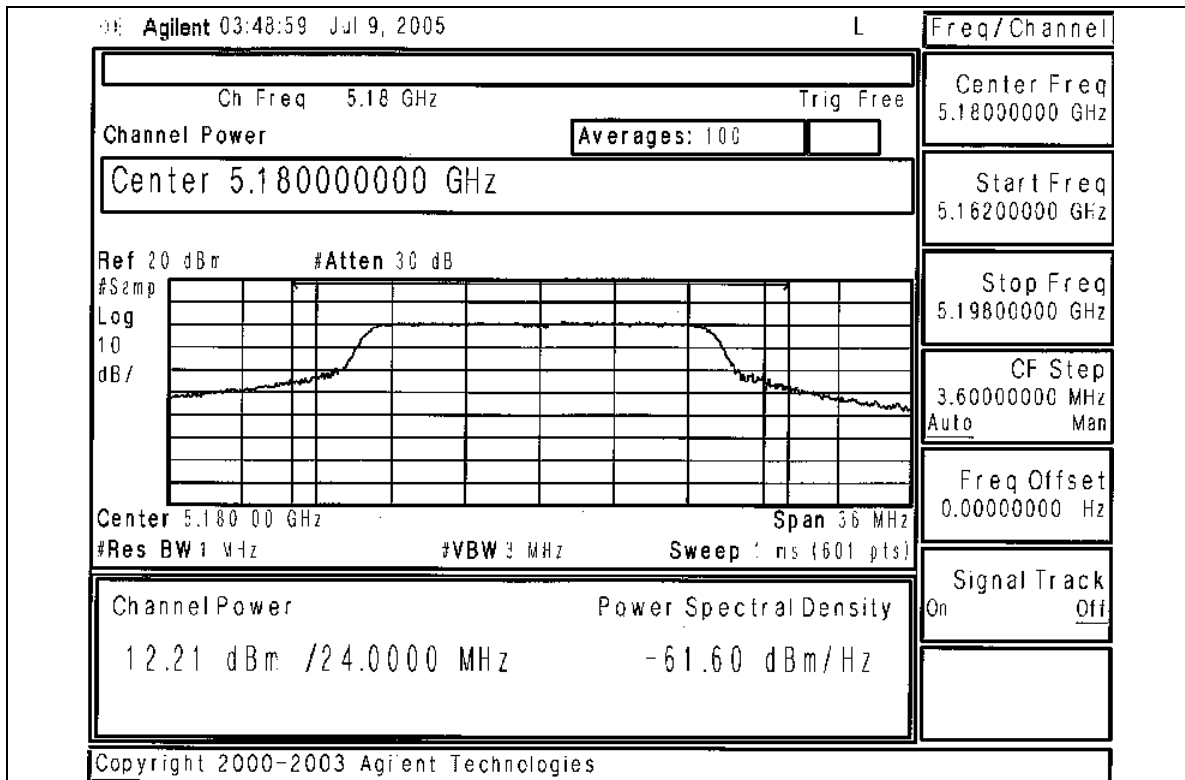 Agilent 03:48:59 Jul 9, 2005 L
Ch Freq 5.18 GHz Trig Free
Channel Power Averages: 100
Center 5.180000000 GHz
Ref 20 dBm #Atten 30 dB
#Samp
Log
10
dB/
Center 5.180 00 GHz Span 36 MHz
#Res BW 1 MHz #VBW 3 MHz Sweep 1 ms (601 pts)
Channel Power Power Spectral Density
12.21 dBm /24.0000 MHz -61.60 dBm/Hz
Copyright 2000-2003 Agilent Technologies
Freq/Channel
Center Freq
5.18000000 GHz
Start Freq
5.16200000 GHz
Stop Freq
5.19800000 GHz
CF Step
3.60000000 MHz
Auto Man
Freq Offset
0.00000000 Hz
Signal Track
On Off